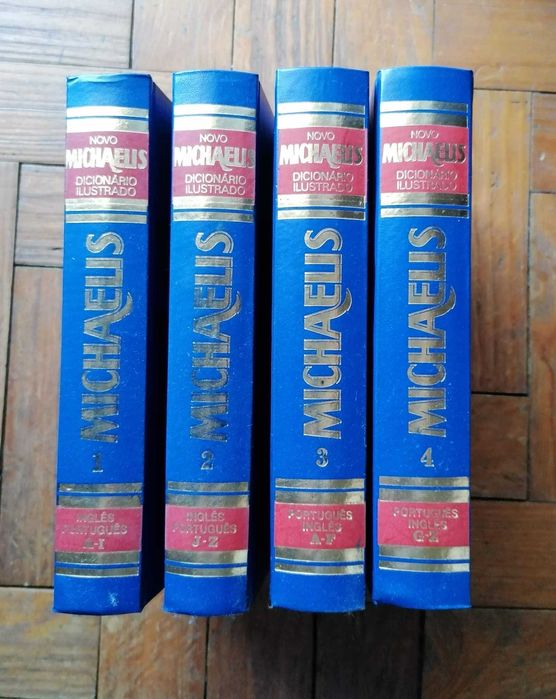 NOVO
MICHAELIS
DICIONÁRIO
ILUSTRADO
MICHAELIS
1
INGLÊS
PORTUGUÊS
A-I
NOVO
MICHAELIS
DICIONÁRIO
ILUSTRADO
MICHAELIS
2
INGLÊS
PORTUGUÊS
J-Z
NOVO
MICHAELIS
DICIONÁRIO
ILUSTRADO
MICHAELIS
3
PORTUGUÊS
INGLÊS
A-F
NOVO
MICHAELIS
DICIONÁRIO
ILUSTRADO
MICHAELIS
4
PORTUGUÊS
INGLÊS
G-Z